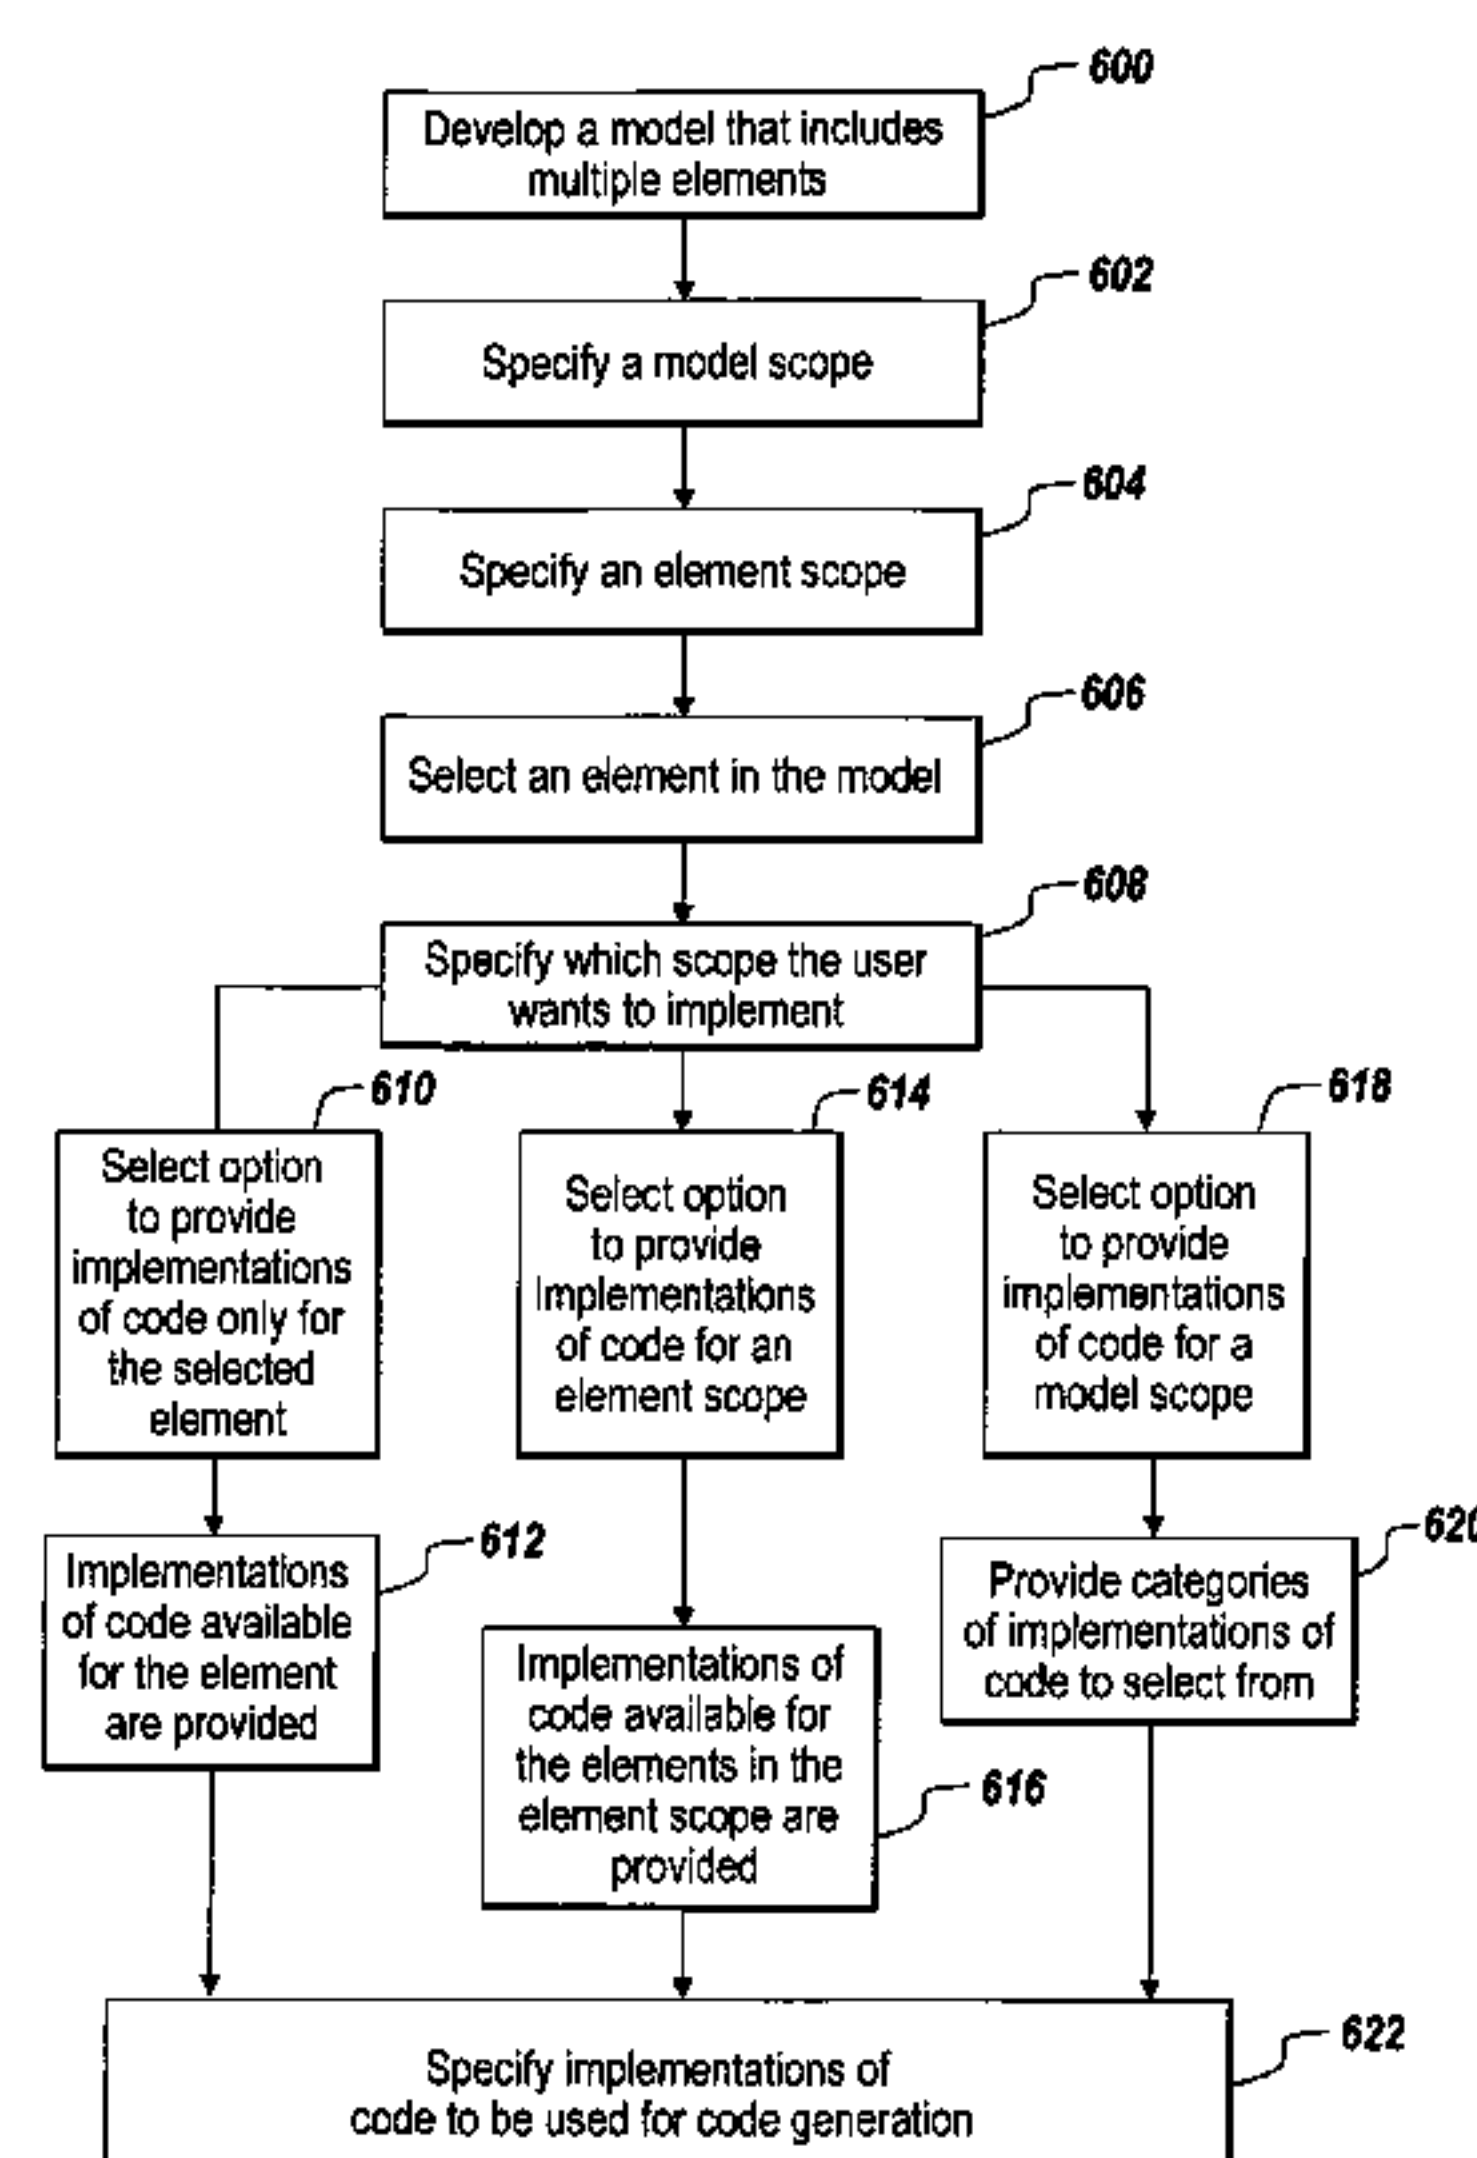 600
Develop a model that includes
multiple elements
602
Specify a model scope
604
Specify an element scope
606
Select an element in the model
608
Specify which scope the user
wants to implement
610
Select option
to provide
implementations
of code only for
the selected
element
614
Select option
to provide
Implementations
of code for an
element scope
618
Select option
to provide
implementations
of code for a
model scope
612
Implementations
of code available
for the element
are provided
616
Implementations of
code available for
the elements in the
element scope are
provided
620
Provide categories
of implementations of
code to select from
622
Specify implementations of
code to be used for code generation